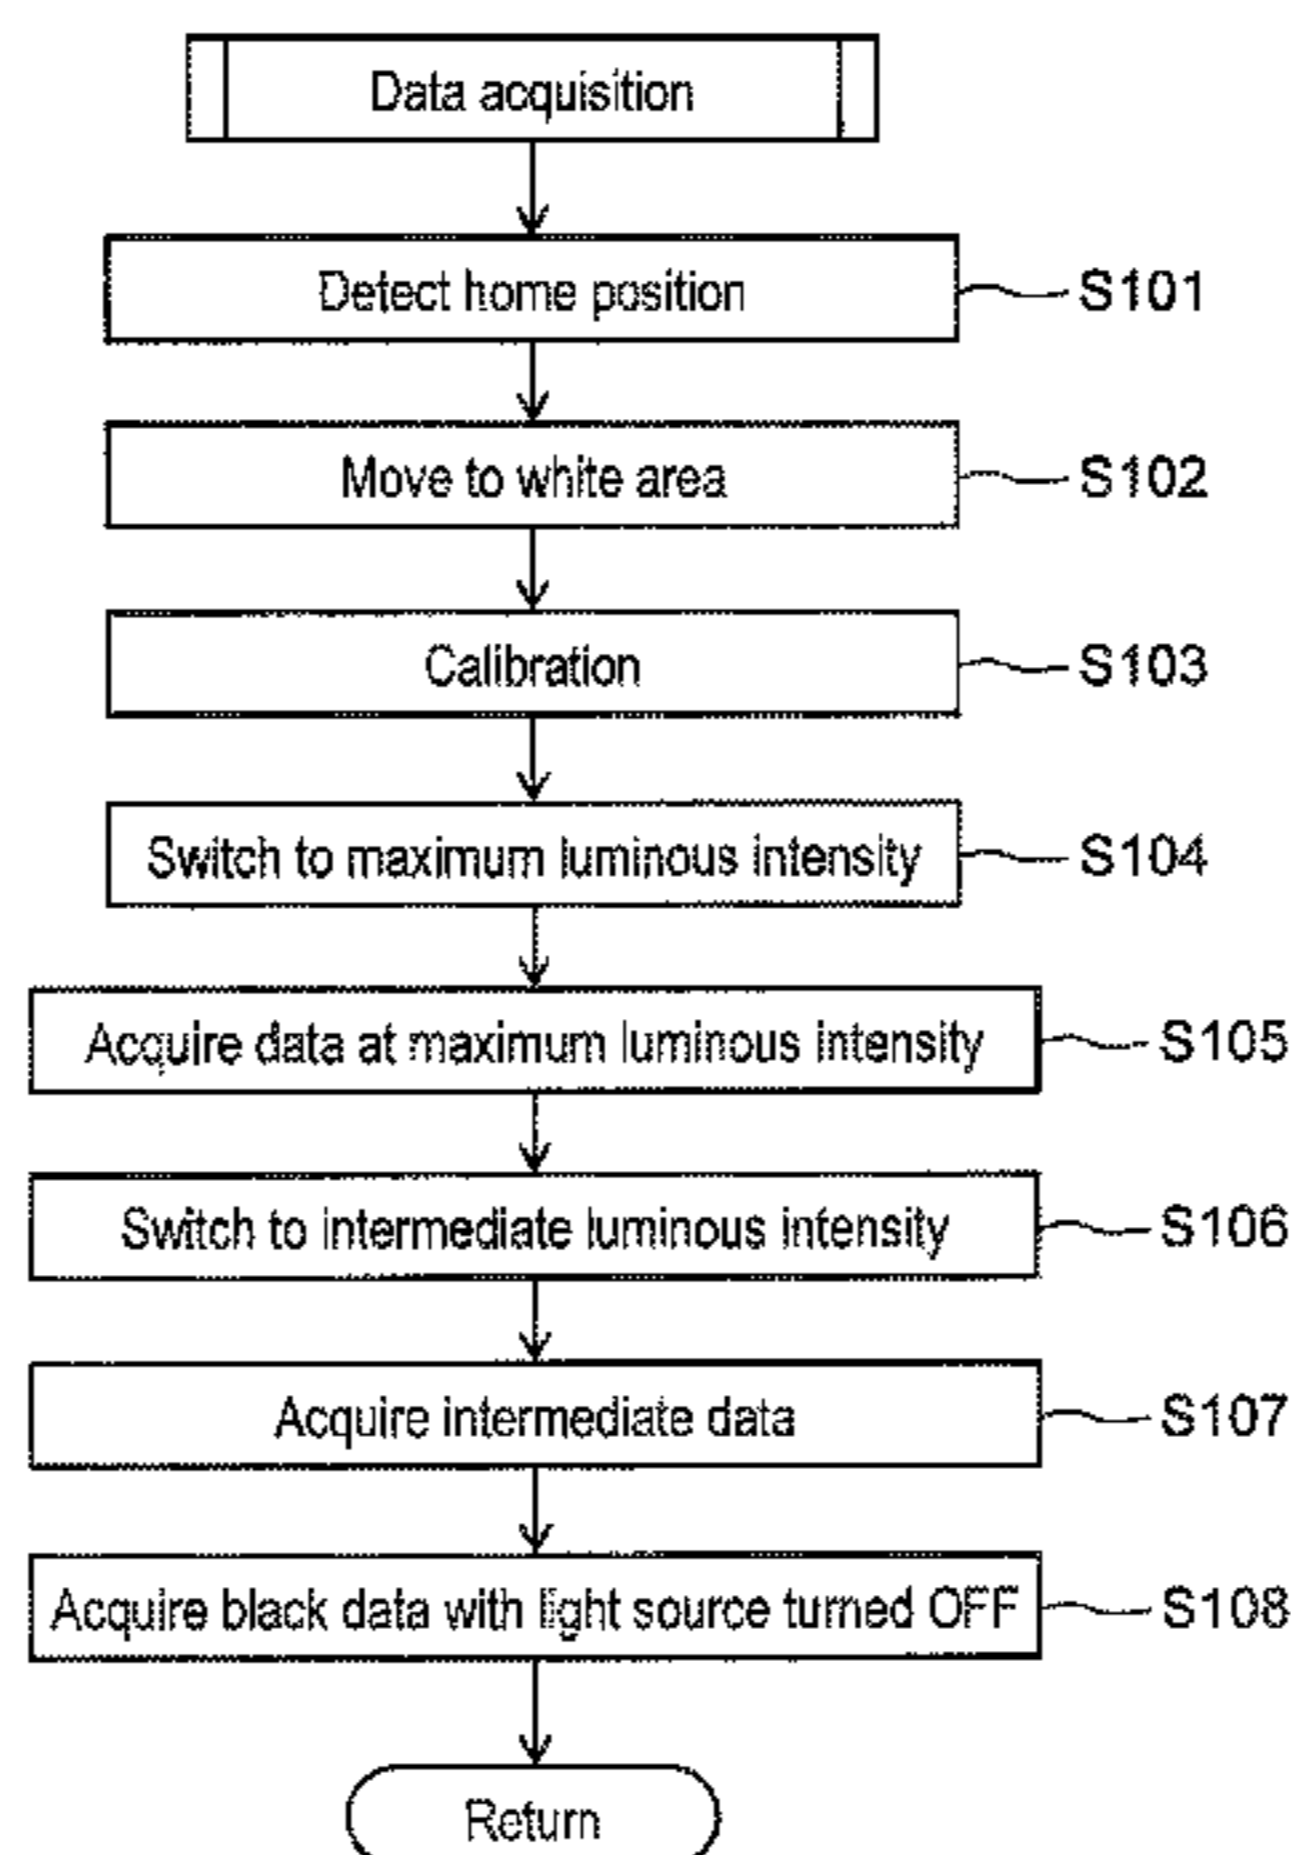 Data acquisition
Detect home position S101
Move to white area S102
Calibration S103
Switch to maximum luminous intensity S104
Acquire data at maximum luminous intensity S105
Switch to intermediate luminous intensity S106
Acquire intermediate data S107
Acquire black data with light source turned OFF S108
Return